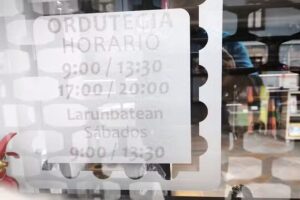 ORDUTEGIA
HORARIO
9:00 / 13:30
17:00 / 20:00
Larunbatean
Sábados
9:00 / 13:30